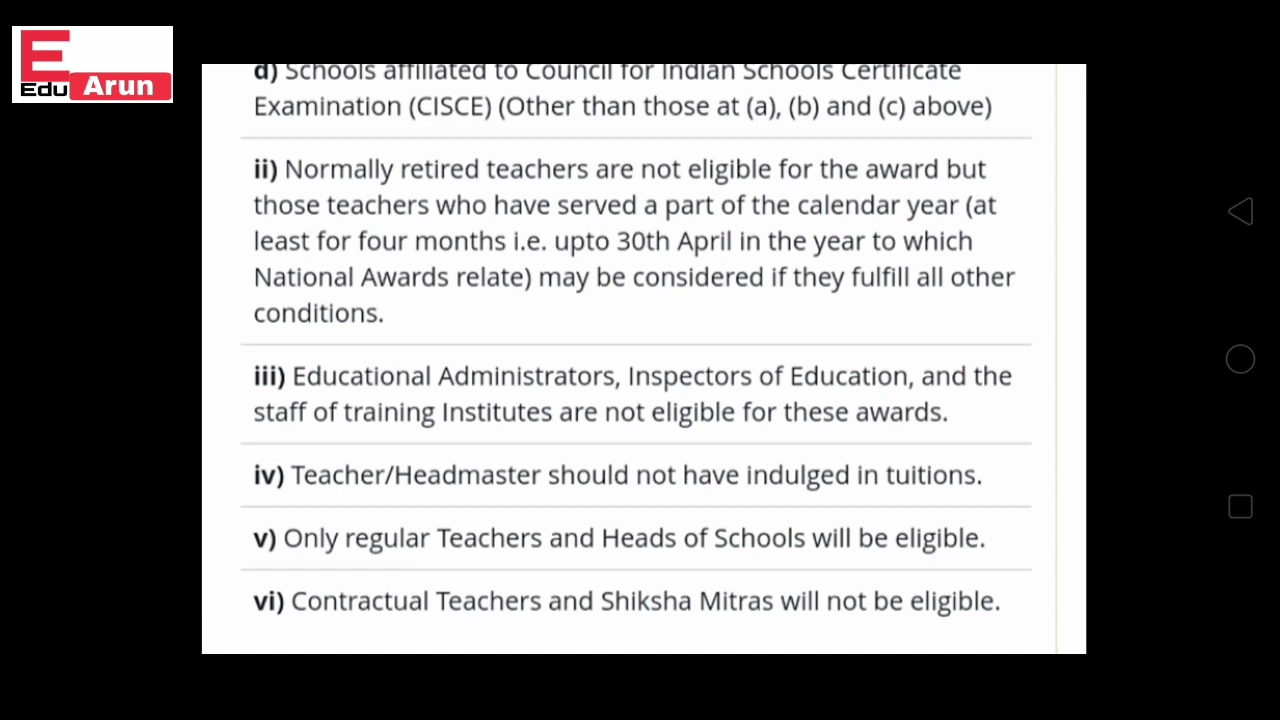 E
Edu Arun
d) Schools affiliated to Council for Indian Schools Certificate
Examination (CISCE) (Other than those at (a), (b) and (c) above)
ii) Normally retired teachers are not eligible for the award but
those teachers who have served a part of the calendar year (at
least for four months i.e. upto 30th April in the year to which
National Awards relate) may be considered if they fulfill all other
conditions.
iii) Educational Administrators, Inspectors of Education, and the
staff of training Institutes are not eligible for these awards.
iv) Teacher/Headmaster should not have indulged in tuitions.
v) Only regular Teachers and Heads of Schools will be eligible.
vi) Contractual Teachers and Shiksha Mitras will not be eligible.